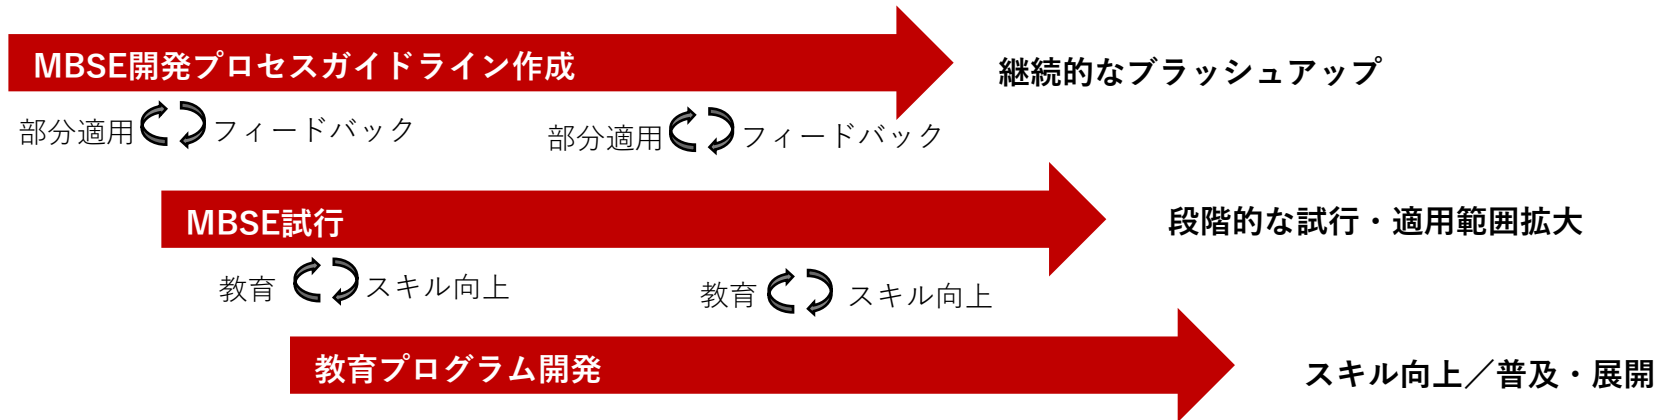 MBSE開発プロセスガイドライン作成
継続的なブラッシュアップ
部分適用 フィードバック
部分適用 フィードバック
MBSE試行
段階的な試行・適用範囲拡大
教育 スキル向上
教育 スキル向上
教育プログラム開発
スキル向上／普及・展開